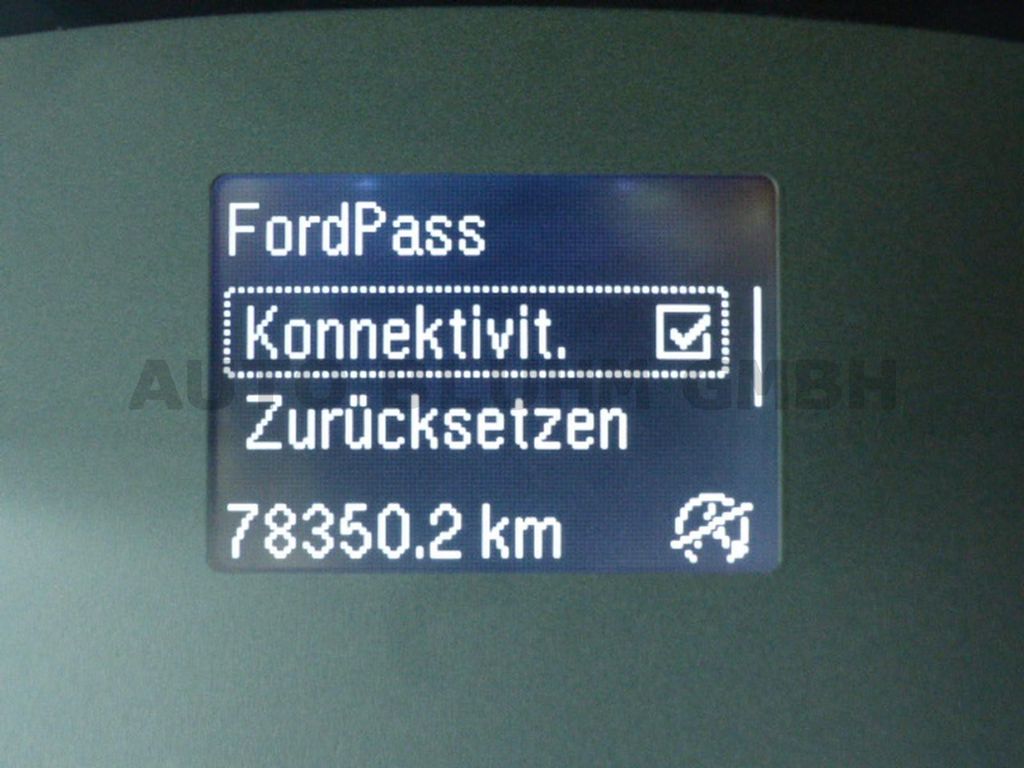 FordPass
Konnektivit.
Zurücksetzen
78350.2 km